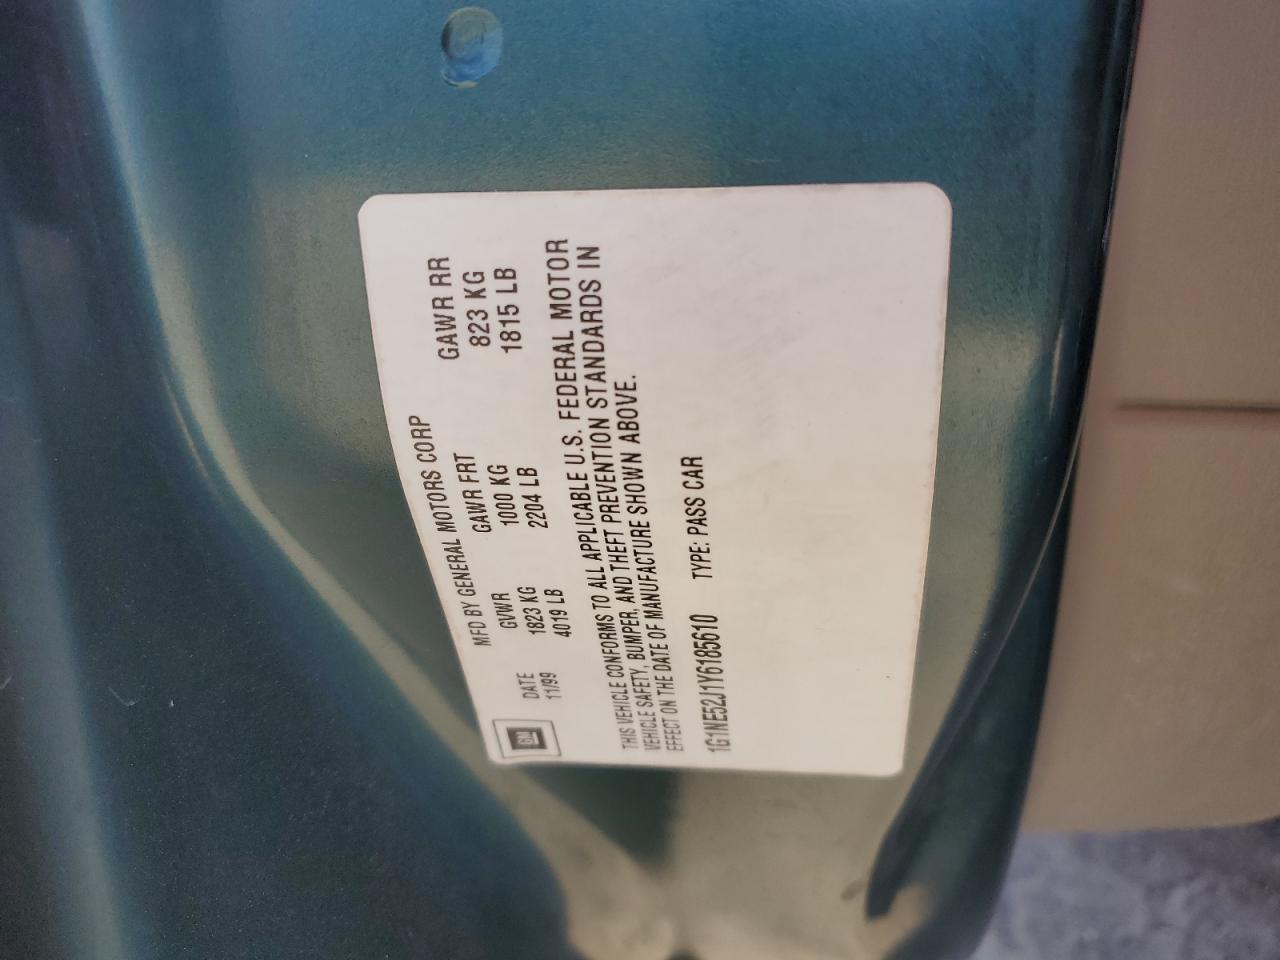 MFD BY GENERAL MOTORS CORP
GM
DATE GVWR GAWR FRT GAWR RR
11/99 1823 KG 1000 KG 823 KG
4019 LB 2204 LB 1815 LB
THIS VEHICLE CONFORMS TO ALL APPLICABLE U.S. FEDERAL MOTOR
VEHICLE SAFETY, BUMPER, AND THEFT PREVENTION STANDARDS IN
EFFECT ON THE DATE OF MANUFACTURE SHOWN ABOVE.
1G1NE52J1Y6185610 TYPE: PASS CAR